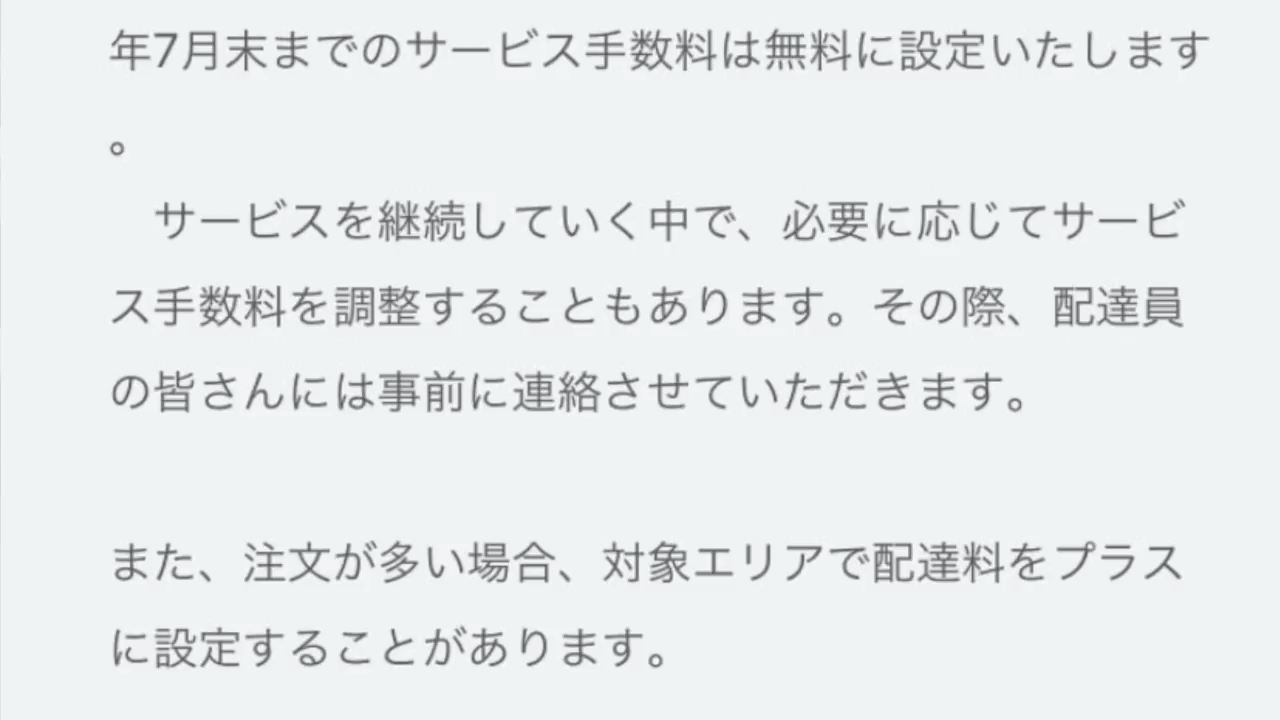 年7月末までのサービス手数料は無料に設定いたします
。
　サービスを継続していく中で、必要に応じてサービ
ス手数料を調整することもあります。その際、配達員
の皆さんには事前に連絡させていただきます。
また、注文が多い場合、対象エリアで配達料をプラス
に設定することがあります。